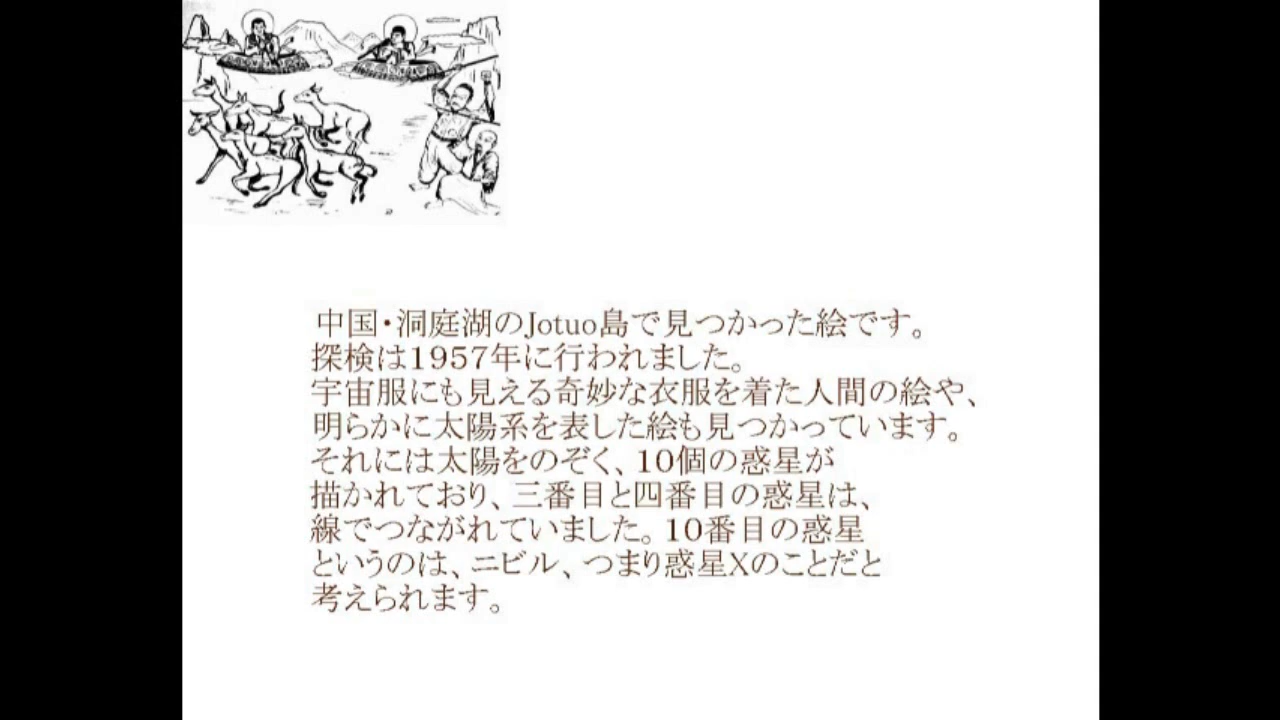 中国・洞庭湖のJotuo島で見つかった絵です。
探検は1957年に行われました。
宇宙服にも見える奇妙な衣服を着た人間の絵や、
明らかに太陽系を表した絵も見つかっています。
それには太陽をのぞく、10個の惑星が
描かれており、三番目と四番目の惑星は、
線でつながれていました。10番目の惑星
というのは、ニビル、つまり惑星Xのことだと
考えられます。